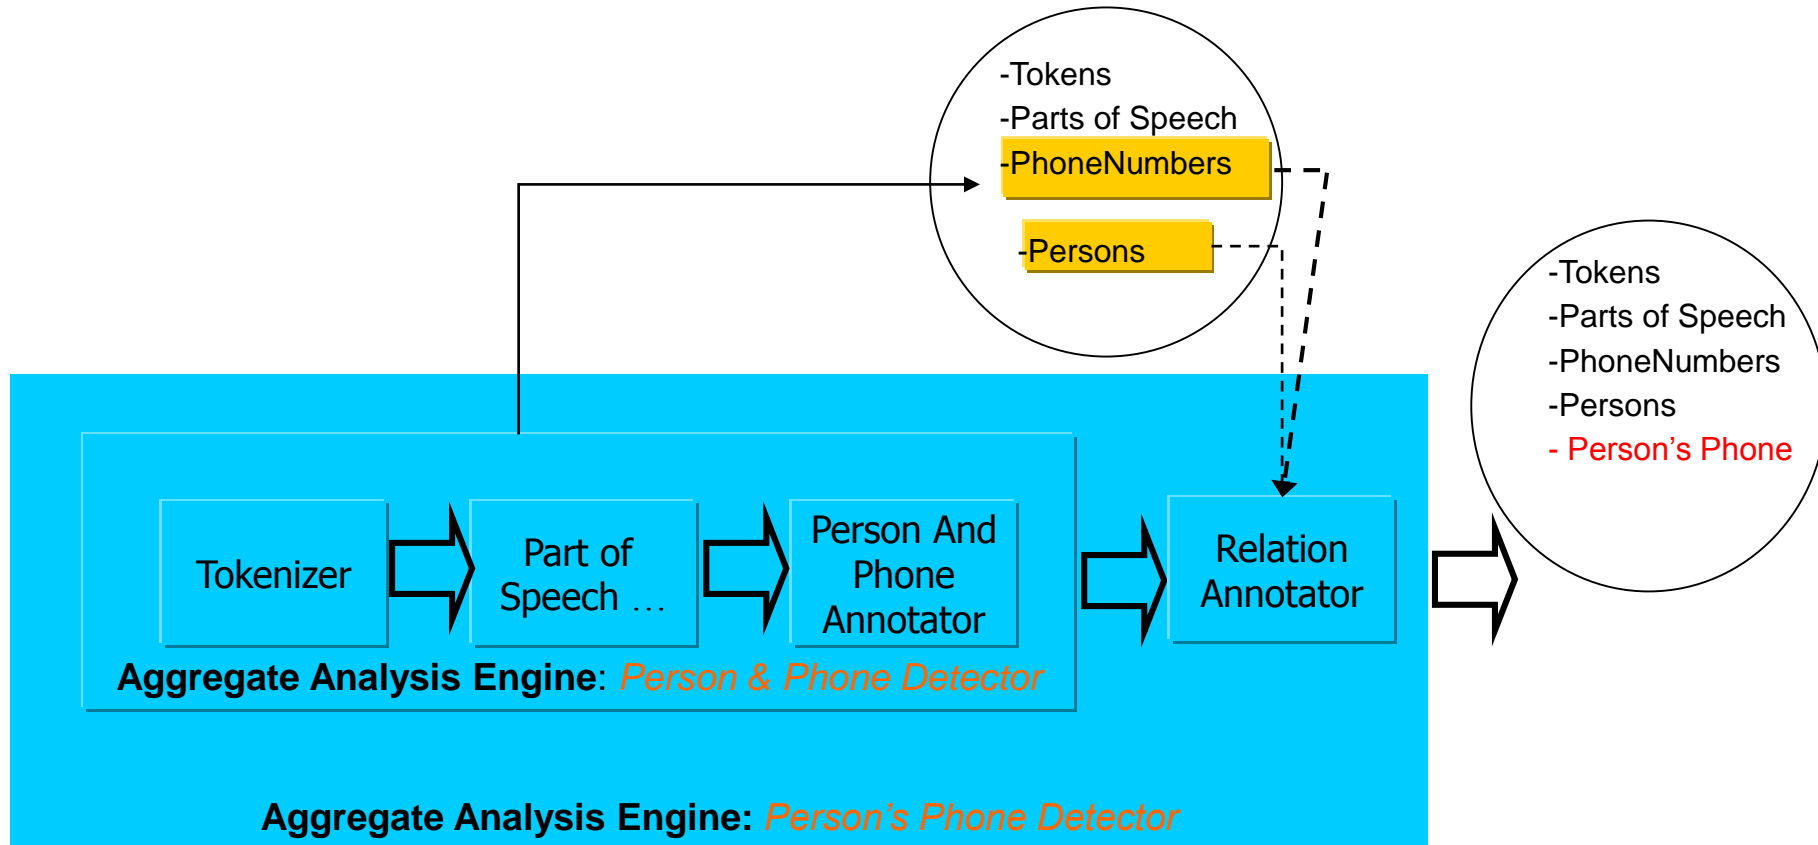 -Tokens
-Parts of Speech
-PhoneNumbers
-Persons
-Tokens
-Parts of Speech
-PhoneNumbers
-Persons
- Person’s Phone
Tokenizer
Part of
Speech …
Person And
Phone
Annotator
Relation
Annotator
Aggregate Analysis Engine: Person & Phone Detector
Aggregate Analysis Engine: Person’s Phone Detector